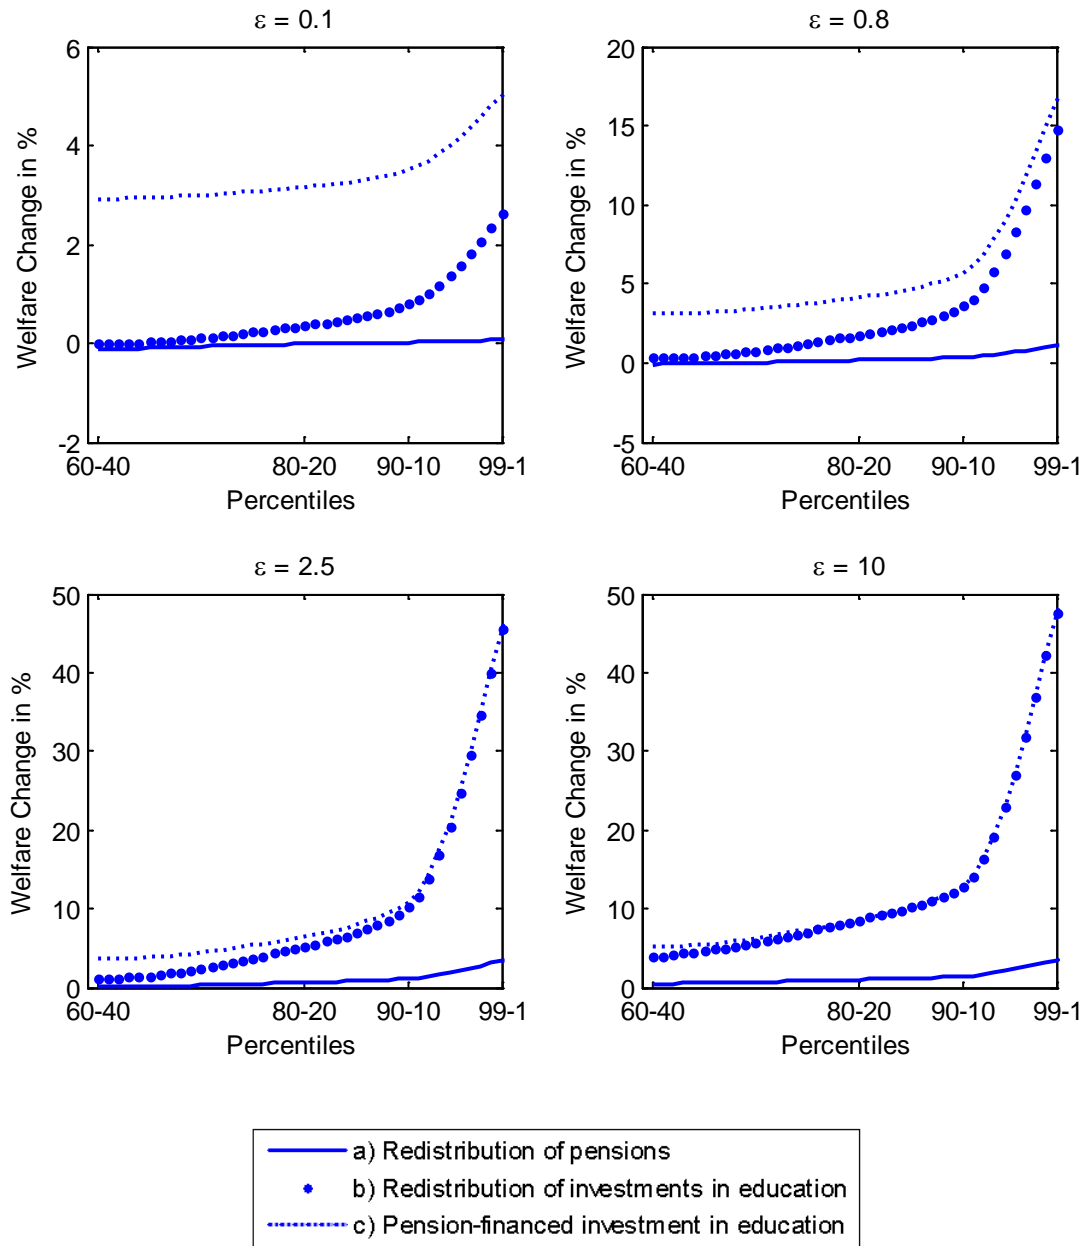 ε = 0.1
6
4
2
0
-2
Welfare Change in %
60-40
80-20
90-10
99-1
Percentiles
ε = 0.8
20
15
10
5
0
-5
Welfare Change in %
60-40
80-20
90-10
99-1
Percentiles
ε = 2.5
50
40
30
20
10
0
Welfare Change in %
60-40
80-20
90-10
99-1
Percentiles
ε = 10
50
40
30
20
10
0
Welfare Change in %
60-40
80-20
90-10
99-1
Percentiles
a) Redistribution of pensions
b) Redistribution of investments in education
c) Pension-financed investment in education